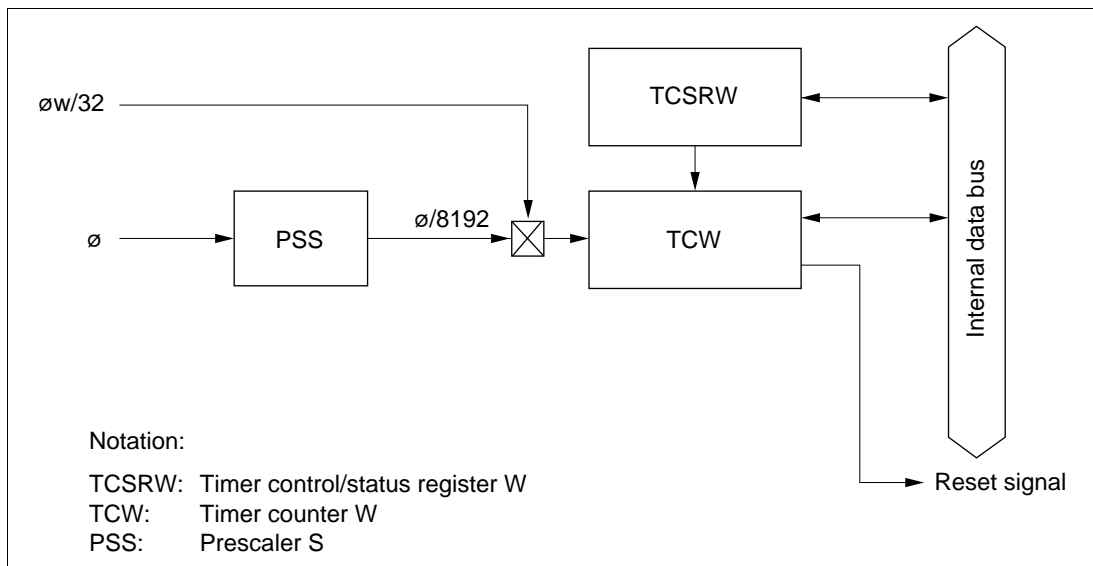 TCSRW
øw/32
ø/8192
ø
PSS
TCW
Internal data bus
Notation:
TCSRW: Timer control/status register W
TCW: Timer counter W
PSS: Prescaler S
Reset signal